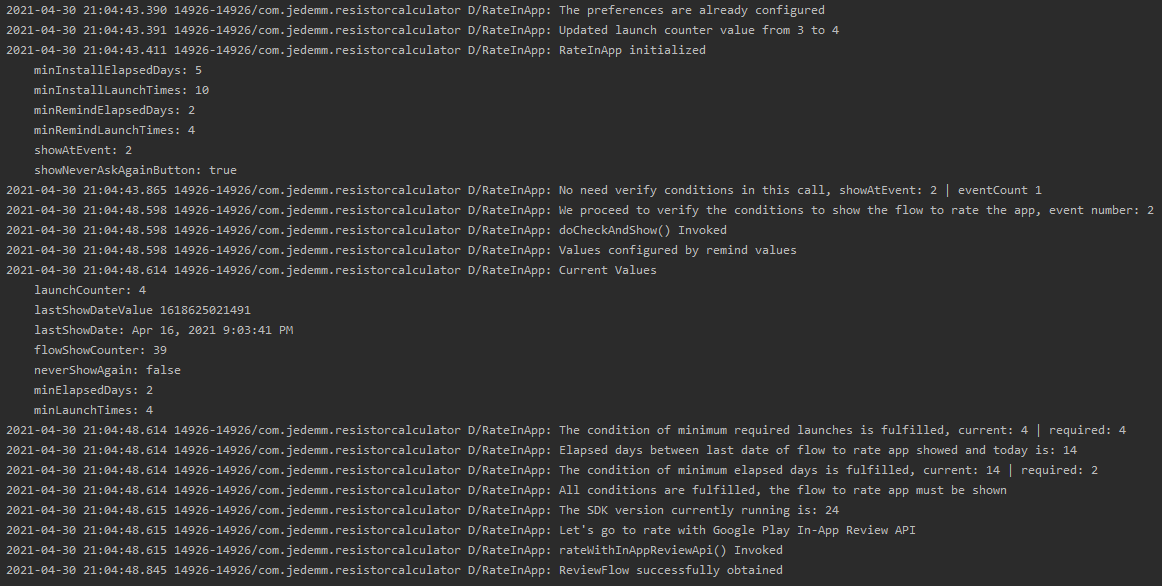 2021-04-30 21:04:43.390 14926-14926/com.jedemm.resistorcalculator D/RateInApp: The preferences are already configured
2021-04-30 21:04:43.391 14926-14926/com.jedemm.resistorcalculator D/RateInApp: Updated launch counter value from 3 to 4
2021-04-30 21:04:43.411 14926-14926/com.jedemm.resistorcalculator D/RateInApp: RateInApp initialized
    minInstallElapsedDays: 5
    minInstallLaunchTimes: 10
    minRemindElapsedDays: 2
    minRemindLaunchTimes: 4
    showAtEvent: 2
    showNeverAskAgainButton: true
2021-04-30 21:04:43.865 14926-14926/com.jedemm.resistorcalculator D/RateInApp: No need verify conditions in this call, showAtEvent: 2 | eventCount 1
2021-04-30 21:04:48.598 14926-14926/com.jedemm.resistorcalculator D/RateInApp: We proceed to verify the conditions to show the flow to rate the app, event number: 2
2021-04-30 21:04:48.598 14926-14926/com.jedemm.resistorcalculator D/RateInApp: doCheckAndShow() Invoked
2021-04-30 21:04:48.598 14926-14926/com.jedemm.resistorcalculator D/RateInApp: Values configured by remind values
2021-04-30 21:04:48.614 14926-14926/com.jedemm.resistorcalculator D/RateInApp: Current Values
    launchCounter: 4
    lastShowDateValue 1618625021491
    lastShowDate: Apr 16, 2021 9:03:41 PM
    flowShowCounter: 39
    neverShowAgain: false
    minElapsedDays: 2
    minLaunchTimes: 4
2021-04-30 21:04:48.614 14926-14926/com.jedemm.resistorcalculator D/RateInApp: The condition of minimum required launches is fulfilled, current: 4 | required: 4
2021-04-30 21:04:48.614 14926-14926/com.jedemm.resistorcalculator D/RateInApp: Elapsed days between last date of flow to rate app showed and today is: 14
2021-04-30 21:04:48.614 14926-14926/com.jedemm.resistorcalculator D/RateInApp: The condition of minimum elapsed days is fulfilled, current: 14 | required: 2
2021-04-30 21:04:48.614 14926-14926/com.jedemm.resistorcalculator D/RateInApp: All conditions are fulfilled, the flow to rate app must be shown
2021-04-30 21:04:48.615 14926-14926/com.jedemm.resistorcalculator D/RateInApp: The SDK version currently running is: 24
2021-04-30 21:04:48.615 14926-14926/com.jedemm.resistorcalculator D/RateInApp: Let's go to rate with Google Play In-App Review API
2021-04-30 21:04:48.615 14926-14926/com.jedemm.resistorcalculator D/RateInApp: rateWithInAppReviewApi() Invoked
2021-04-30 21:04:48.845 14926-14926/com.jedemm.resistorcalculator D/RateInApp: ReviewFlow successfully obtained